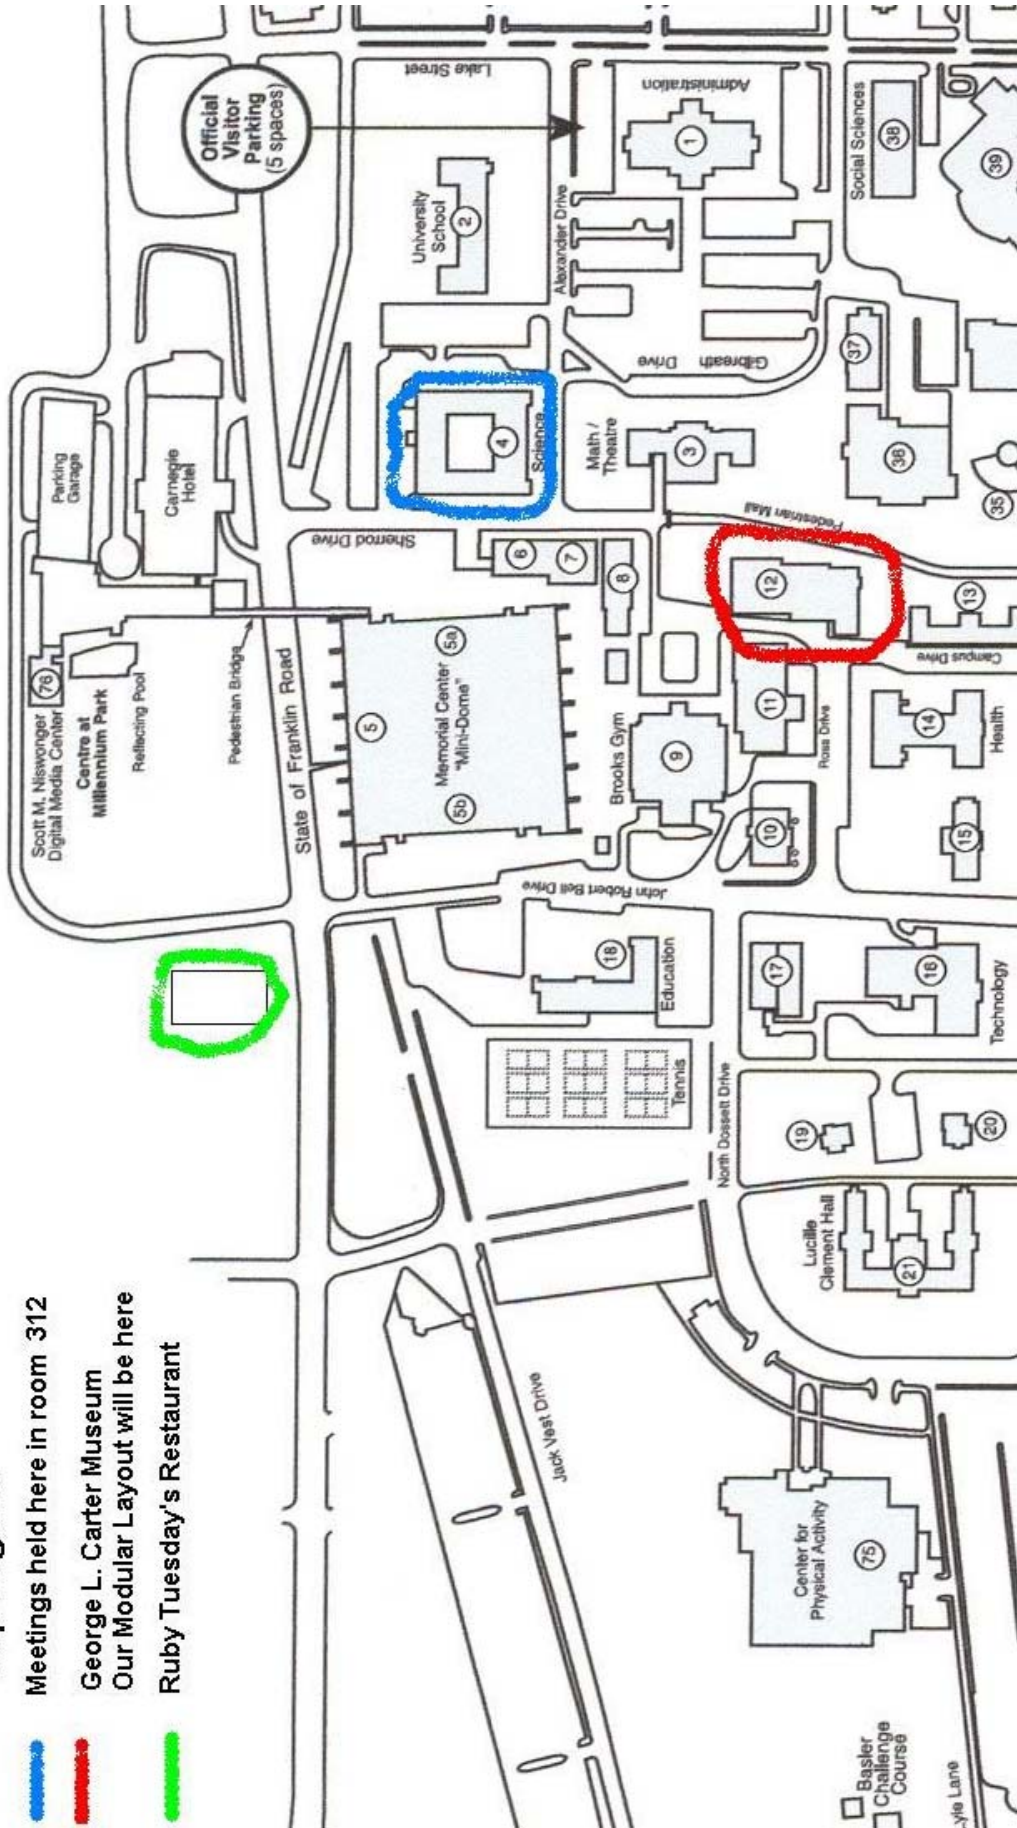 Meetings held here in room 312
George L. Carter Museum
Our Modular Layout will be here
Ruby Tuesday's Restaurant
Official
Visitor
Parking
(5 spaces)
Lake Street
Administration
1
Social Sciences
38
39
University
School
2
Alexander Drive
Gilbreath Drive
37
Parking
Garage
Carnegie
Hotel
4
Science
Math /
Theatre
3
36
35
Sherrod Drive
Pedestrian Mall
6
7
8
12
13
Campus Drive
76
Scott M. Niswonger
Digital Media Center
Centre at
Millennium Park
Reflecting Pool
Pedestrian Bridge
State of Franklin Road
5
5a
Memorial Center
"Mini-Dome"
5b
Brooks Gym
9
11
Ross Drive
10
14
Health
15
John Robert Bell Drive
18
Education
17
16
Technology
Tennis
North Dossett Drive
19
20
Lucille
Clement Hall
21
Jack Vest Drive
Center for
Physical Activity
75
Basler
Challenge
Course
Lane